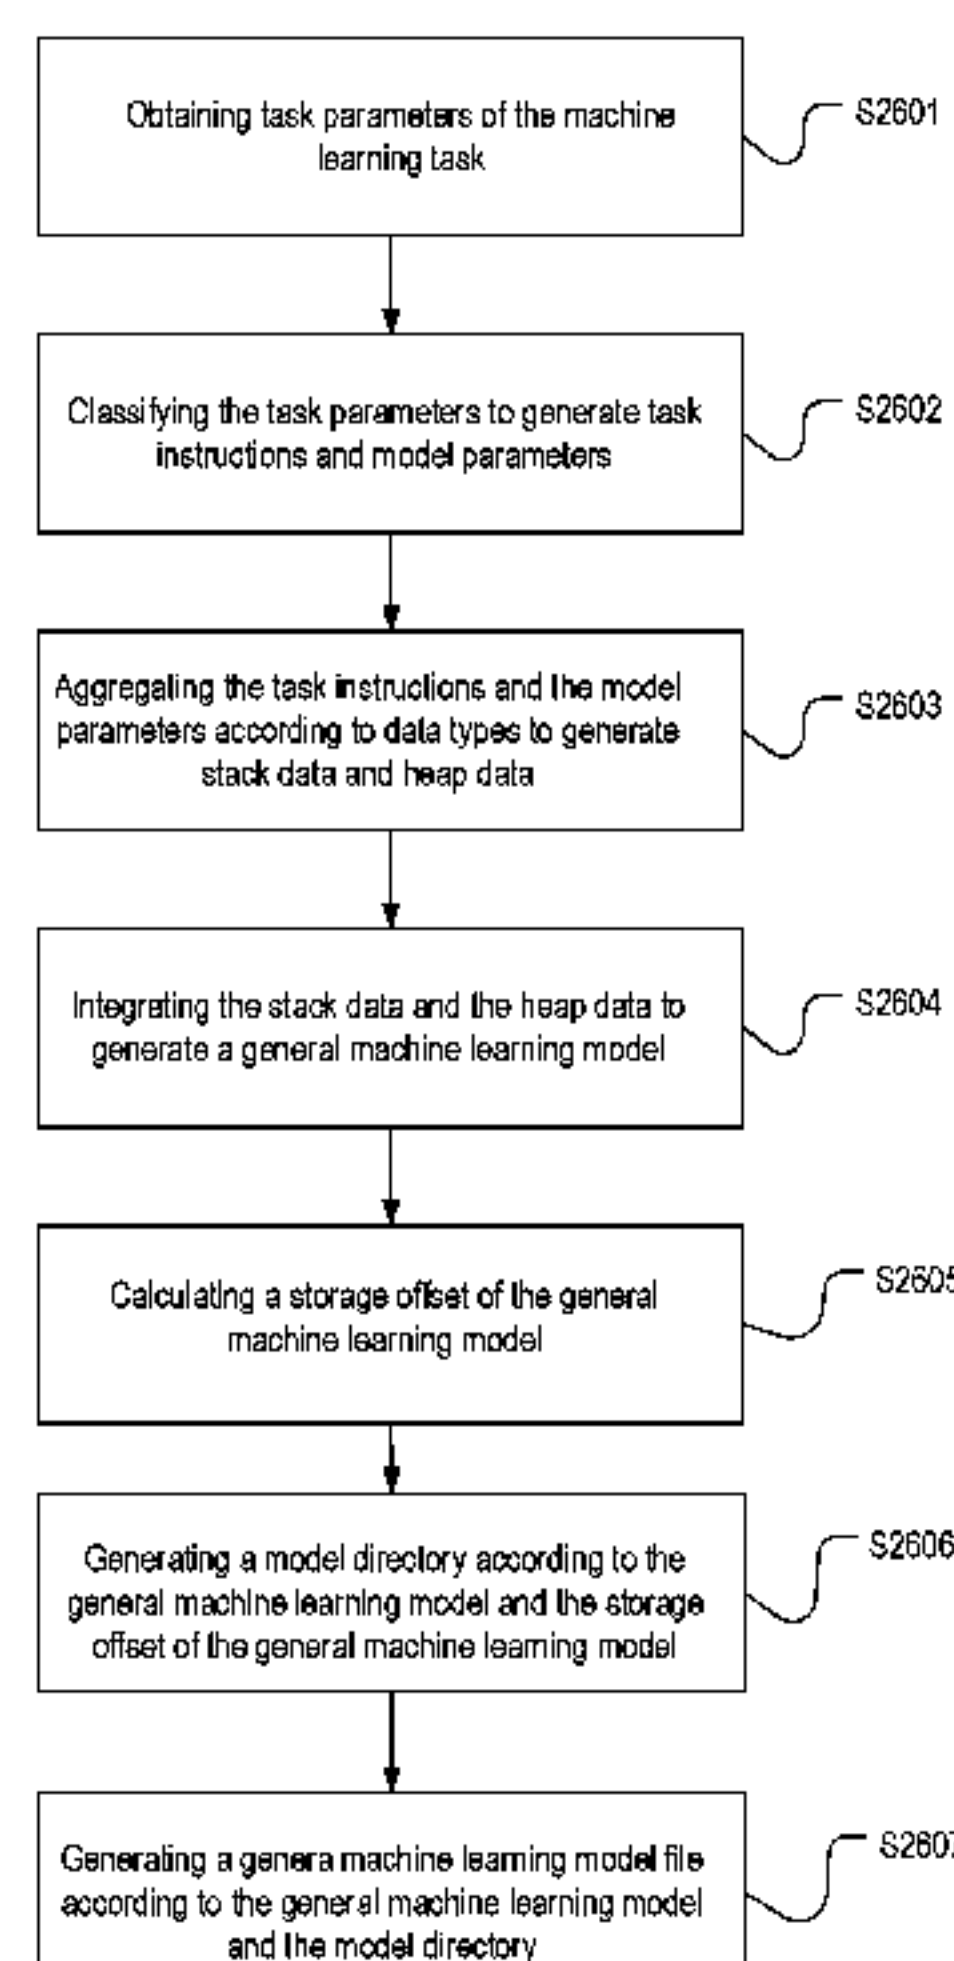 Obtaining task parameters of the machine
learning task
S2601
Classifying the task parameters to generate task
instructions and model parameters
S2602
Aggregating the task instructions and the model
parameters according to data types to generate
stack data and heap data
S2603
Integrating the stack data and the heap data to
generate a general machine learning model
S2604
Calculating a storage offset of the general
machine learning model
S2605
Generating a model directory according to the
general machine learning model and the storage
offset of the general machine learning model
S2606
Generating a genera machine learning model file
according to the general machine learning model
and the model directory
S2607